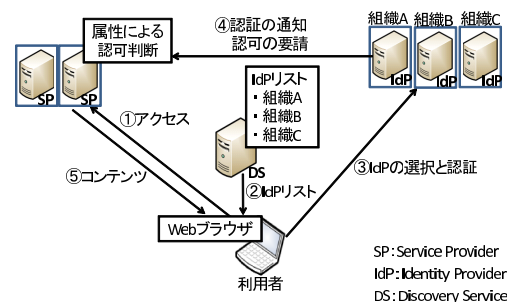 属性による
認可判断
④認証の通知
認可の要請
組織A
組織B
組織C
IdP
IdP
IdP
SP
SP
IdPリスト
・組織A
・組織B
・組織C
①アクセス
DS
③IdPの選択と認証
⑤コンテンツ
②IdPリスト
Webブラウザ
利用者
SP:Service Provider
IdP:Identity Provider
DS:Discovery Service